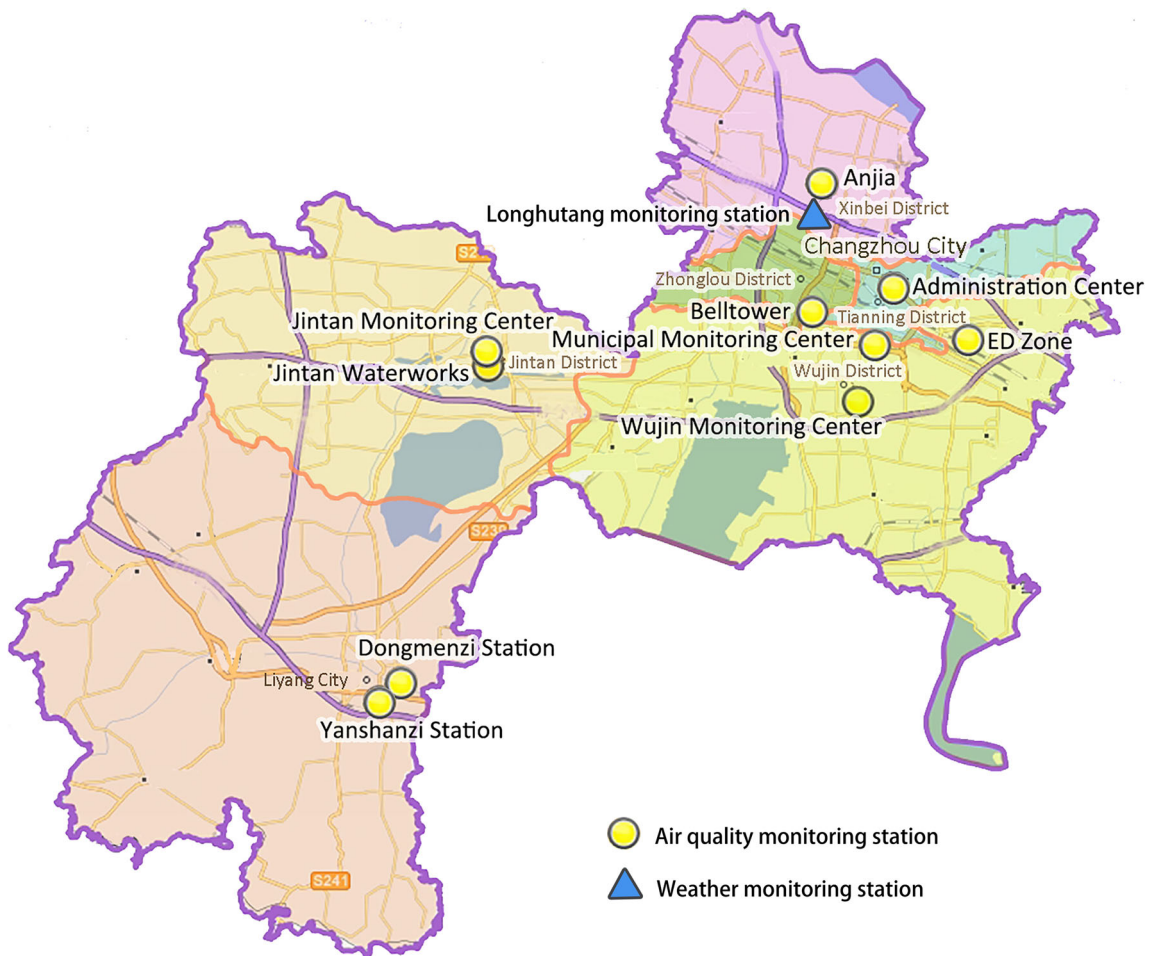 Anjia
Xinbei District
Longhutang monitoring station
Changzhou City
Zhonglou District
Administration Center
Belltower
Tianning District
Municipal Monitoring Center
ED Zone
Wujin District
Wujin Monitoring Center
Jintan Monitoring Center
Jintan District
Jintan Waterworks
Dongmenzi Station
Liyang City
Yanshanzi Station
S241
Air quality monitoring station
Weather monitoring station